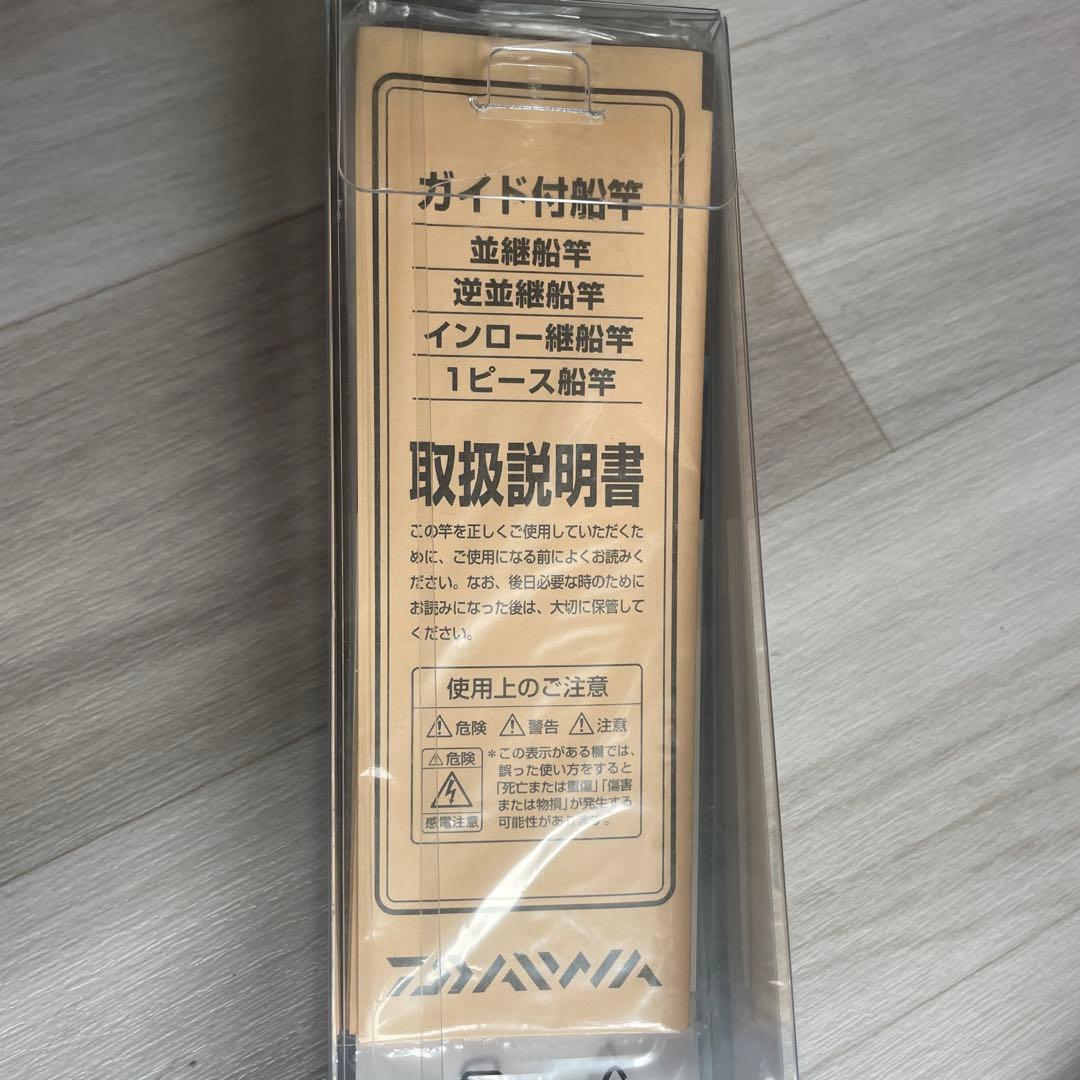 ガイド付船竿
並継船竿
逆並継船竿
インロー継船竿
1ピース船竿
取扱説明書
この竿を正しくご使用していただくた
めに、ご使用になる前によくお読みく
ださい。なお、後日必要な時のために
お読みになった後は、大切に保管して
ください。
使用上のご注意
危険 警告 注意
危険
感電注意
*この表示がある欄では、
誤った使い方をすると
「死亡または重傷」「傷害
または物損」が発生する
可能性があります。
DAIWA